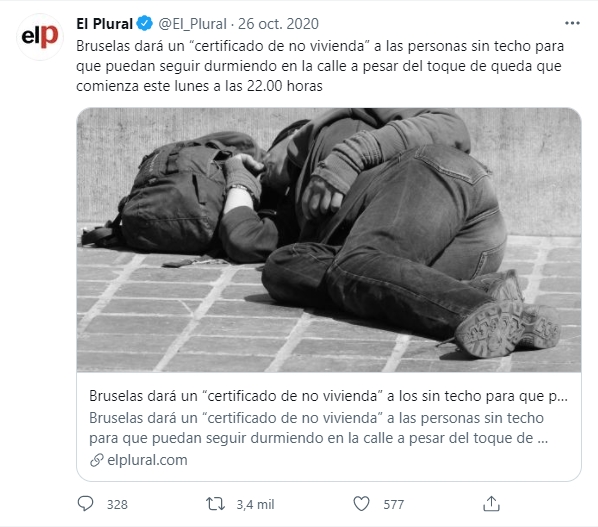 elp
El Plural @El_Plural · 26 oct. 2020
Bruselas dará un “certificado de no vivienda” a las personas sin techo para
que puedan seguir durmiendo en la calle a pesar del toque de queda que
comienza este lunes a las 22.00 horas
Bruselas dará un “certificado de no vivienda” a los sin techo para que p...
Bruselas dará un “certificado de no vivienda” a las personas sin techo
para que puedan seguir durmiendo en la calle a pesar del toque de ...
elplural.com
328 3,4 mil 577